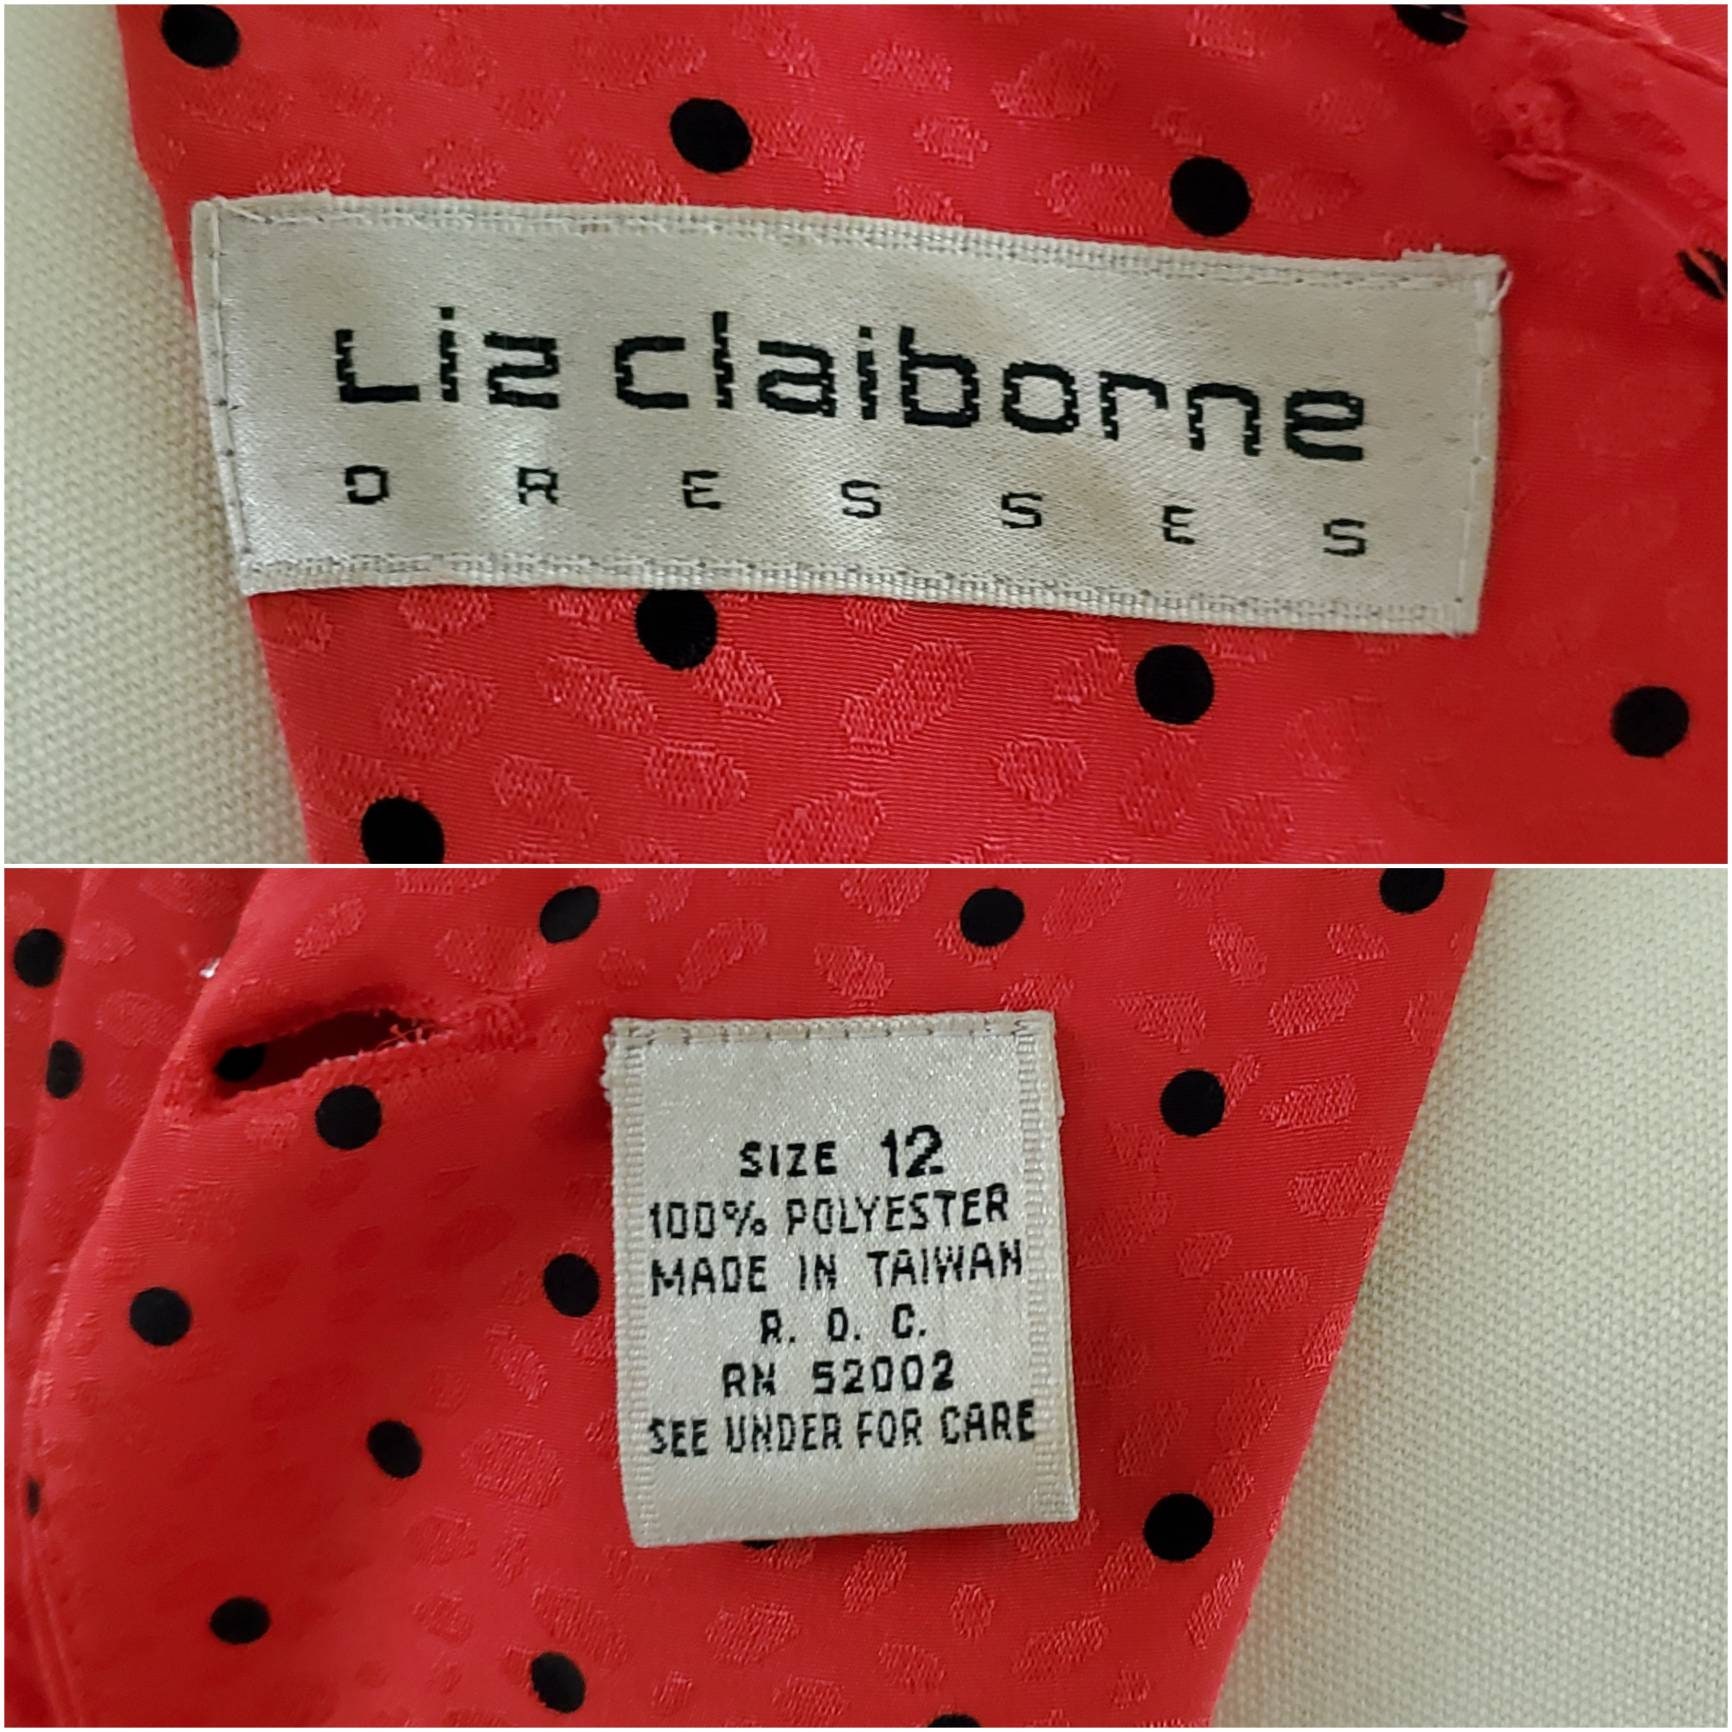 Liz claiborne
DRESSES
SIZE 12
100% POLYESTER
MADE IN TAIWAN
R. O. C.
RN 52002
SEE UNDER FOR CARE